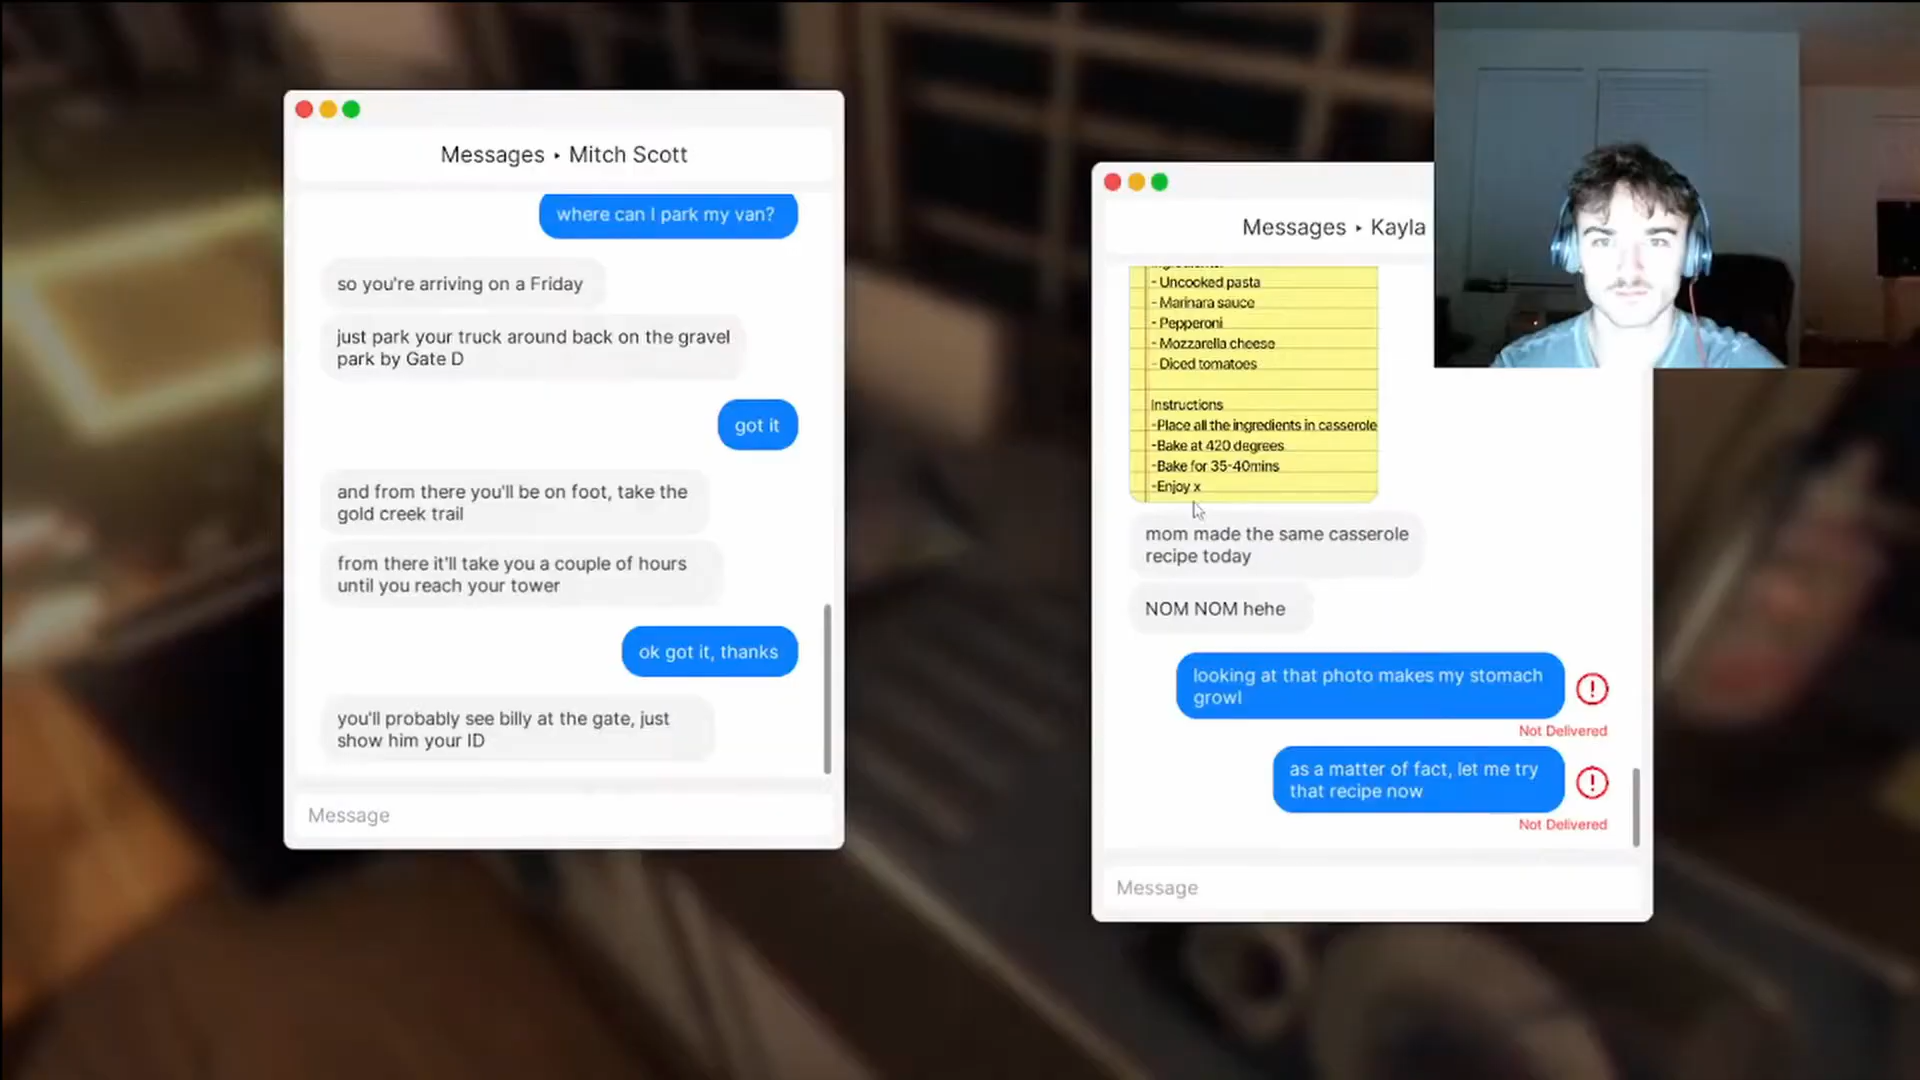 Messages ‣ Mitch Scott
where can I park my van?
so you're arriving on a Friday
just park your truck around back on the gravel
park by Gate D
got it
and from there you'll be on foot, take the
gold creek trail
from there it'll take you a couple of hours
until you reach your tower
ok got it, thanks
you'll probably see billy at the gate, just
show him your ID
Message
Messages ‣ Kayla
- Uncooked pasta
- Marinara sauce
- Pepperoni
- Mozzarella cheese
- Diced tomatoes
Instructions
-Place all the ingredients in casserole
-Bake at 420 degrees
-Bake for 35-40mins
-Enjoy x
mom made the same casserole
recipe today
NOM NOM hehe
looking at that photo makes my stomach
growl
Not Delivered
as a matter of fact, let me try
that recipe now
Not Delivered
Message